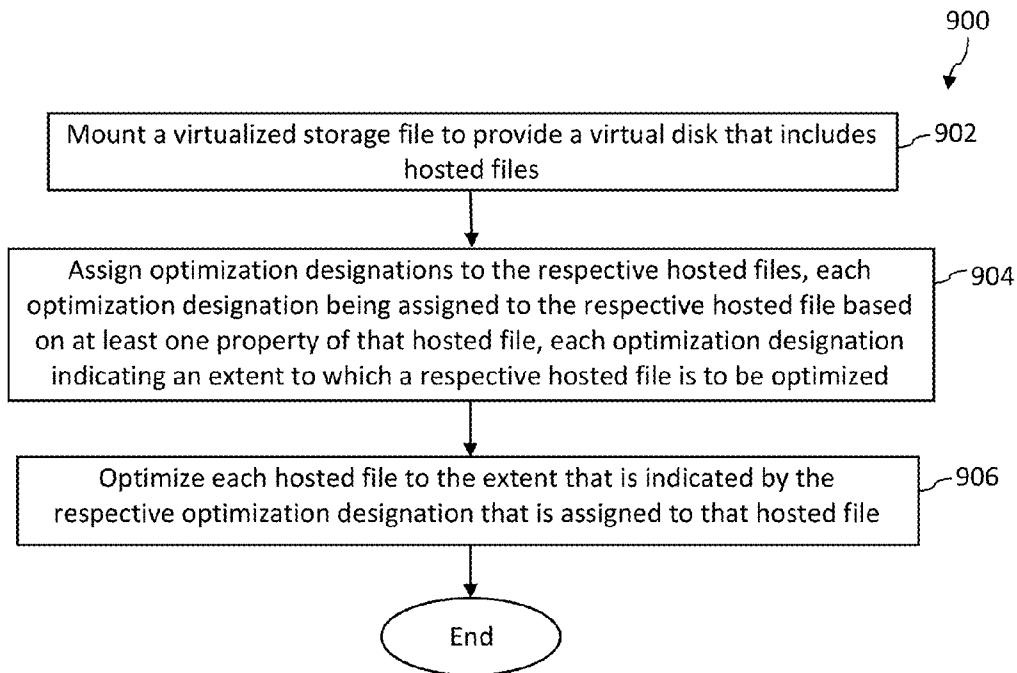 900
Mount a virtualized storage file to provide a virtual disk that includes
hosted files
902
Assign optimization designations to the respective hosted files, each
optimization designation being assigned to the respective hosted file based
on at least one property of that hosted file, each optimization designation
indicating an extent to which a respective hosted file is to be optimized
904
Optimize each hosted file to the extent that is indicated by the
respective optimization designation that is assigned to that hosted file
906
End